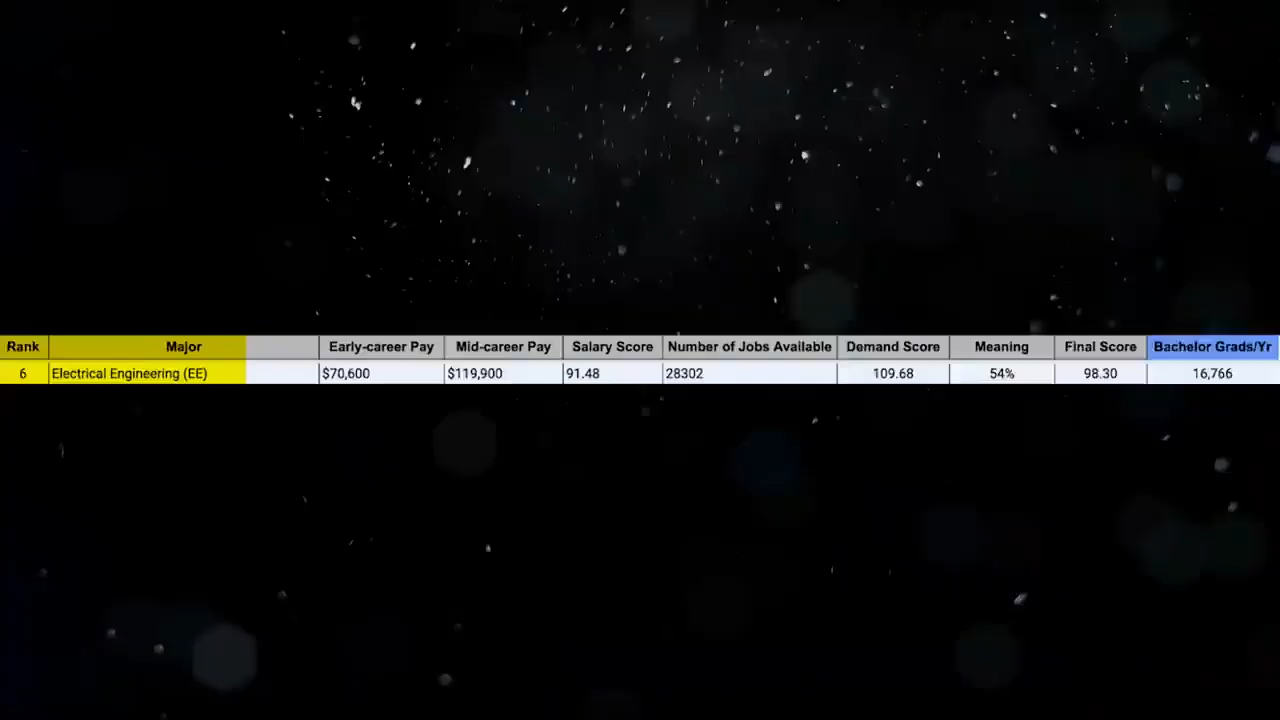 Rank Major Early-career Pay Mid-career Pay Salary Score Number of Jobs Available Demand Score Meaning Final Score Bachelor Grads/Yr
6 Electrical Engineering (EE) $70,600 $119,900 91.48 28302 109.68 54% 98.30 16,766